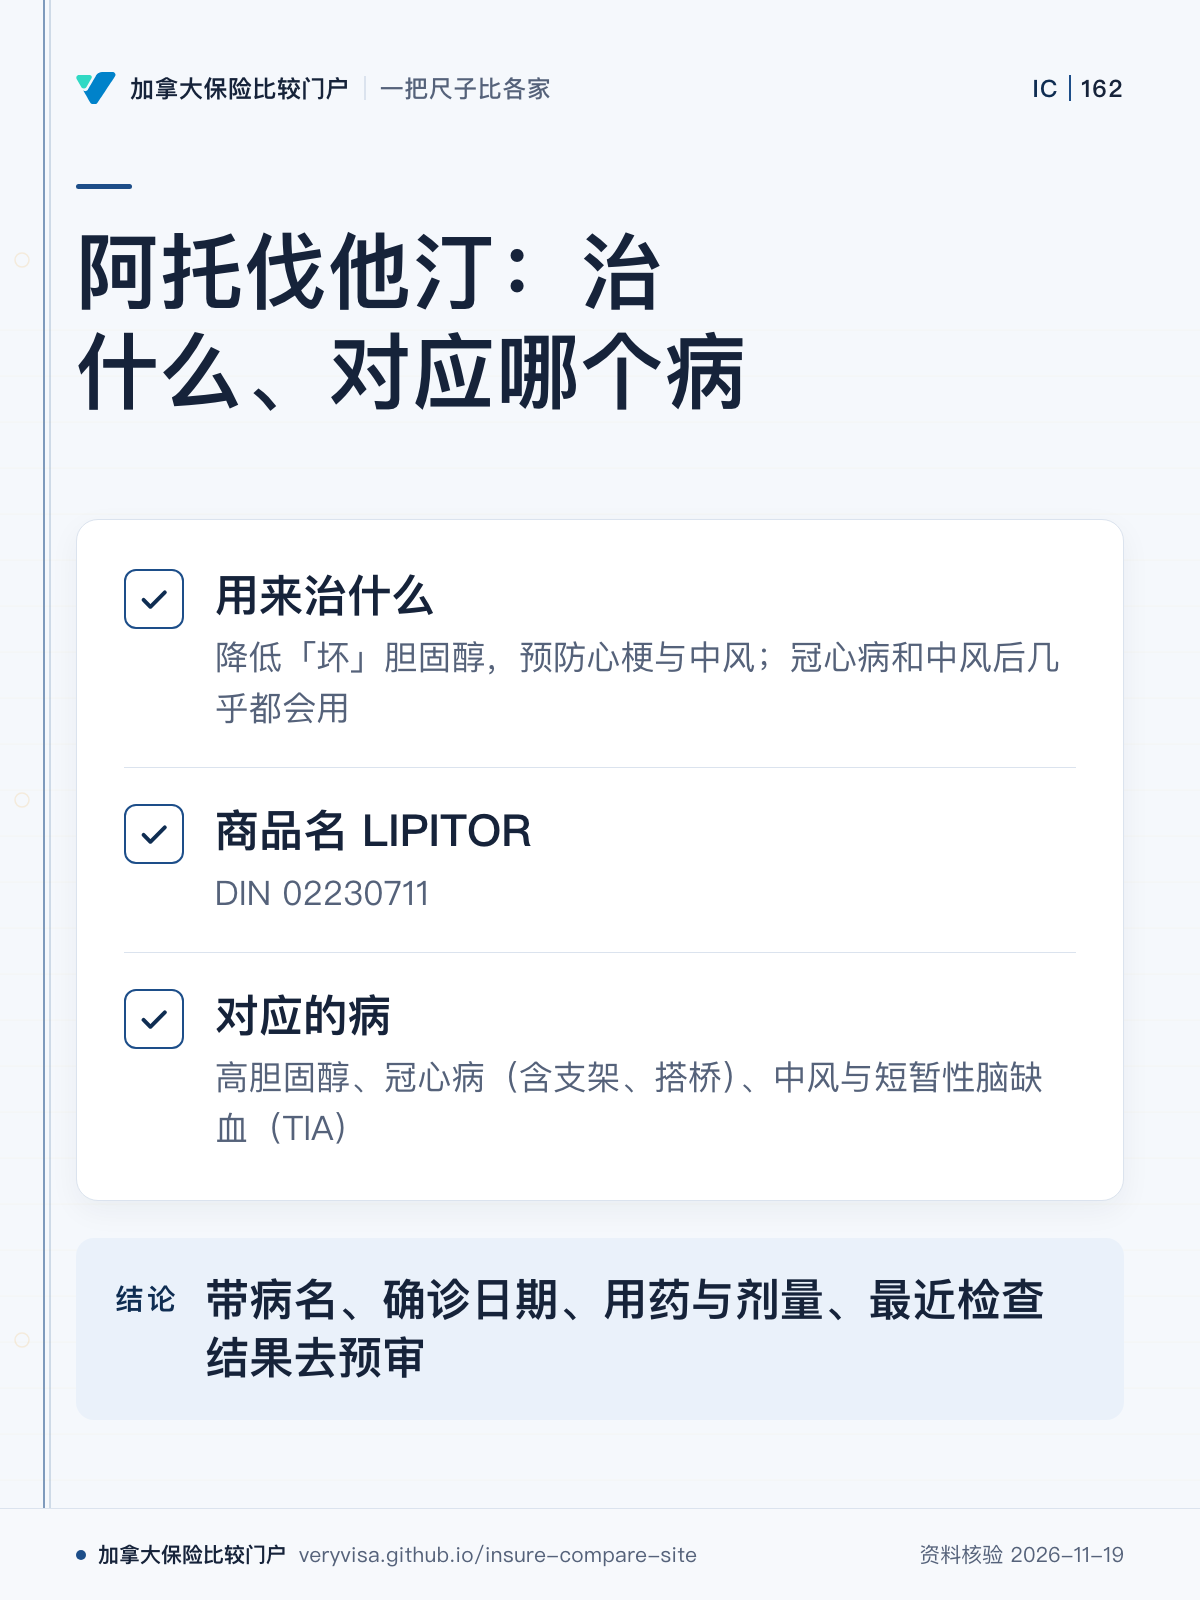 加拿大保险比较门户 一把尺子比各家
IC 162
阿托伐他汀：治
什么、对应哪个病
用来治什么
降低「坏」胆固醇，预防心梗与中风；冠心病和中风后几
乎都会用
商品名 LIPITOR
DIN 02230711
对应的病
高胆固醇、冠心病（含支架、搭桥）、中风与短暂性脑缺
血（TIA）
结论 带病名、确诊日期、用药与剂量、最近检查
结果去预审
加拿大保险比较门户 veryvisa.github.io/insure-compare-site
资料核验 2026-11-19